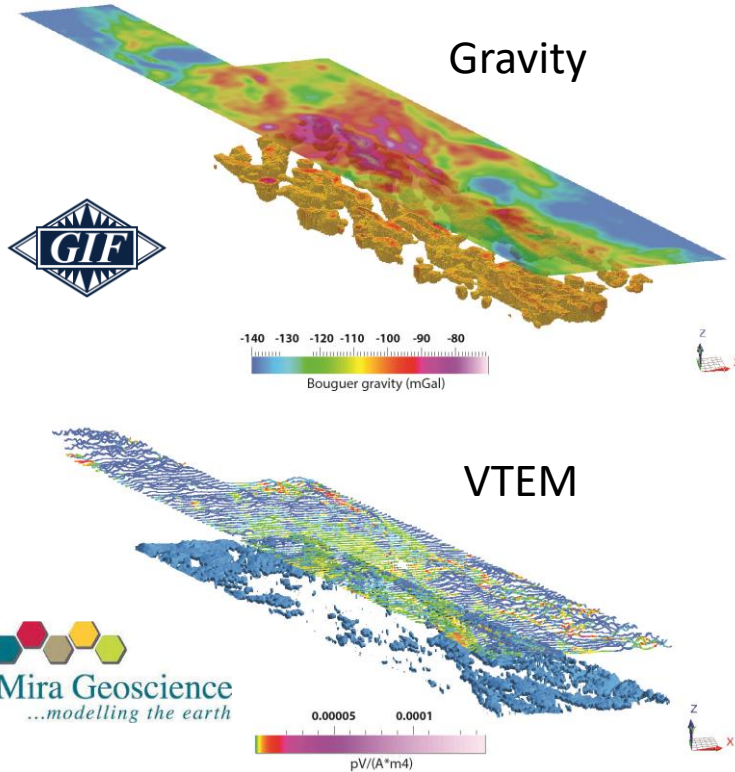 Gravity
GIF
-140 -130 -120 -110 -100 -90 -80
Bouguer gravity (mGal)
Z
VTEM
Mira Geoscience
...modelling the earth
0.00005 0.0001
pV/(A*m4)
Z
X